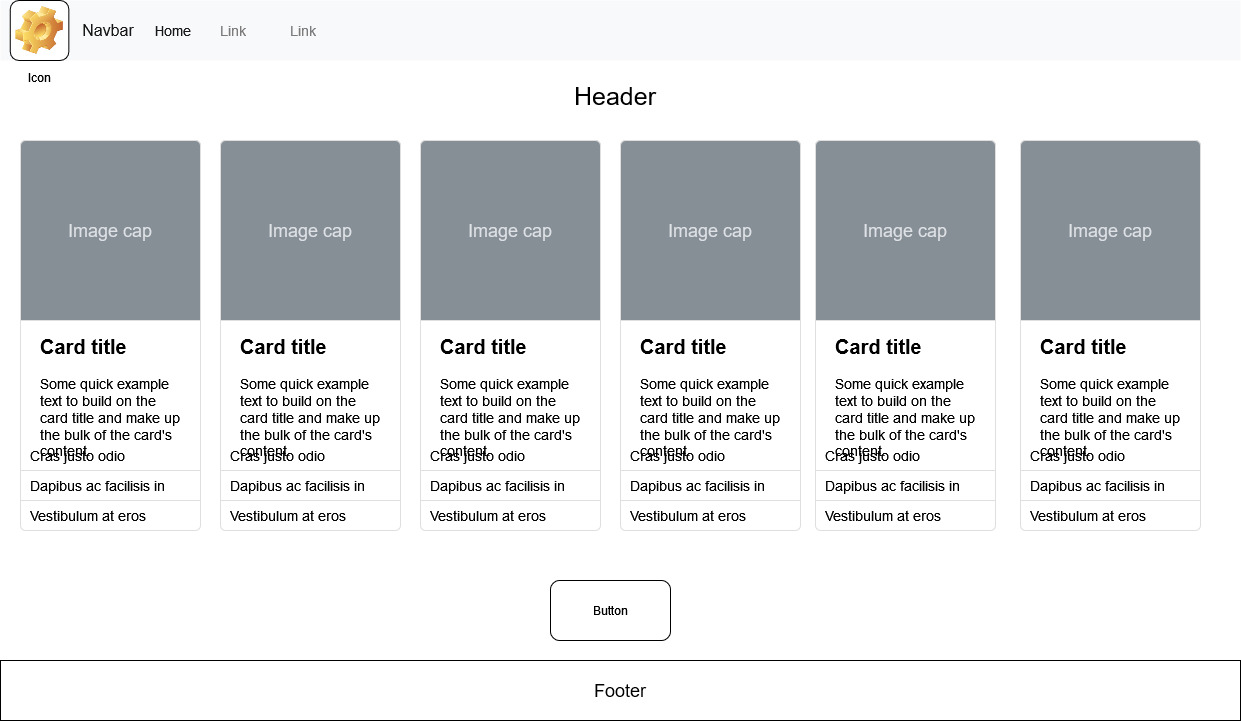 Navbar
Home
Link
Link
Icon
Header
Image cap
Card title
Some quick example
text to build on the
card title and make up
the bulk of the card's
content.
Cras justo odio
Dapibus ac facilisis in
Vestibulum at eros
Image cap
Card title
Some quick example
text to build on the
card title and make up
the bulk of the card's
content.
Cras justo odio
Dapibus ac facilisis in
Vestibulum at eros
Image cap
Card title
Some quick example
text to build on the
card title and make up
the bulk of the card's
content.
Cras justo odio
Dapibus ac facilisis in
Vestibulum at eros
Image cap
Card title
Some quick example
text to build on the
card title and make up
the bulk of the card's
content.
Cras justo odio
Dapibus ac facilisis in
Vestibulum at eros
Image cap
Card title
Some quick example
text to build on the
card title and make up
the bulk of the card's
content.
Cras justo odio
Dapibus ac facilisis in
Vestibulum at eros
Image cap
Card title
Some quick example
text to build on the
card title and make up
the bulk of the card's
content.
Cras justo odio
Dapibus ac facilisis in
Vestibulum at eros
Button
Footer